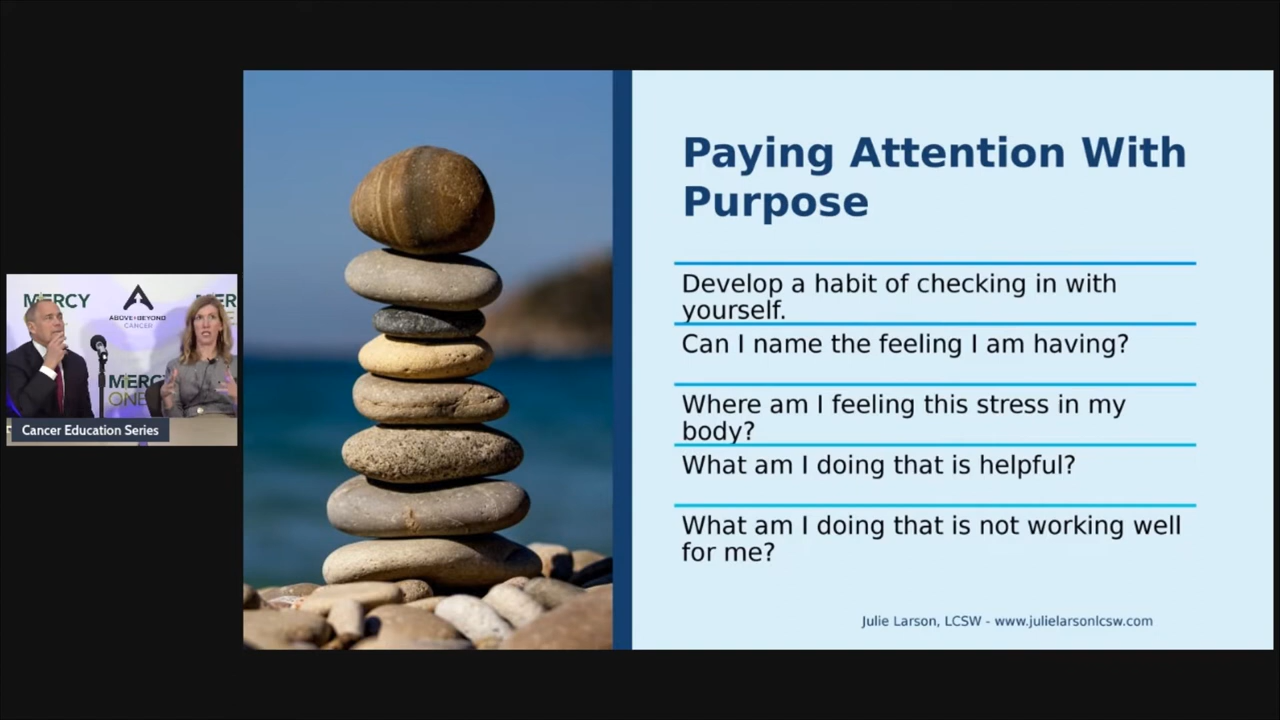 MERCY
ABOVE+BEYOND
CANCER
MER
MERCY
ONE
Cancer Education Series
Paying Attention With
Purpose
Develop a habit of checking in with
yourself.
Can I name the feeling I am having?
Where am I feeling this stress in my
body?
What am I doing that is helpful?
What am I doing that is not working well
for me?
Julie Larson, LCSW - www.julielarsonlcsw.com